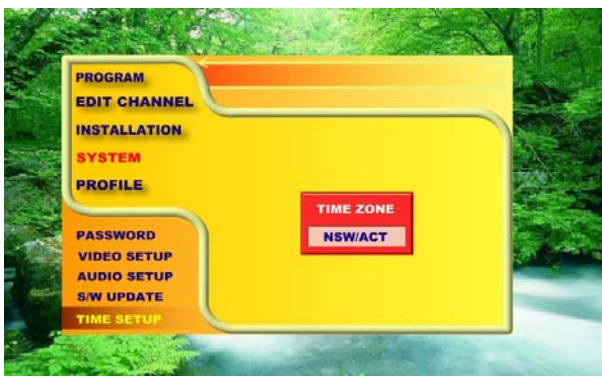 PROGRAM
EDIT CHANNEL
INSTALLATION
SYSTEM
PROFILE
PASSWORD
VIDEO SETUP
AUDIO SETUP
S/W UPDATE
TIME SETUP
TIME ZONE
NSW/ACT